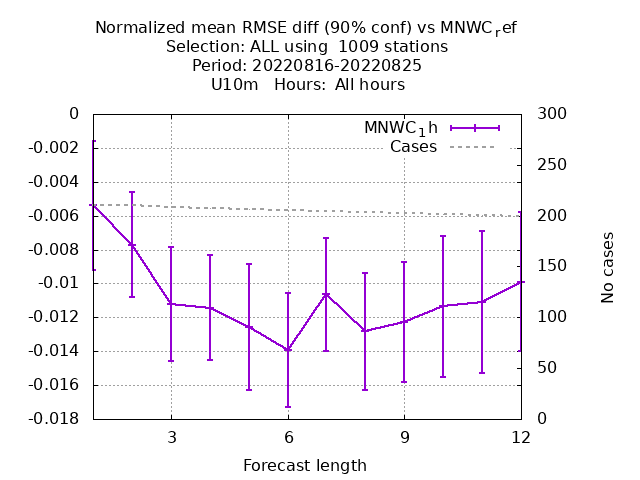 Normalized mean RMSE diff (90% conf) vs MNWC_ref
Selection: ALL using  1009 stations
Period: 20220816-20220825
U10m   Hours:  All hours
0
-0.002
-0.004
-0.006
-0.008
-0.01
-0.012
-0.014
-0.016
-0.018
MNWC_1h
Cases
300
250
200
150
100
50
0
No cases
3 6 9 12
Forecast length